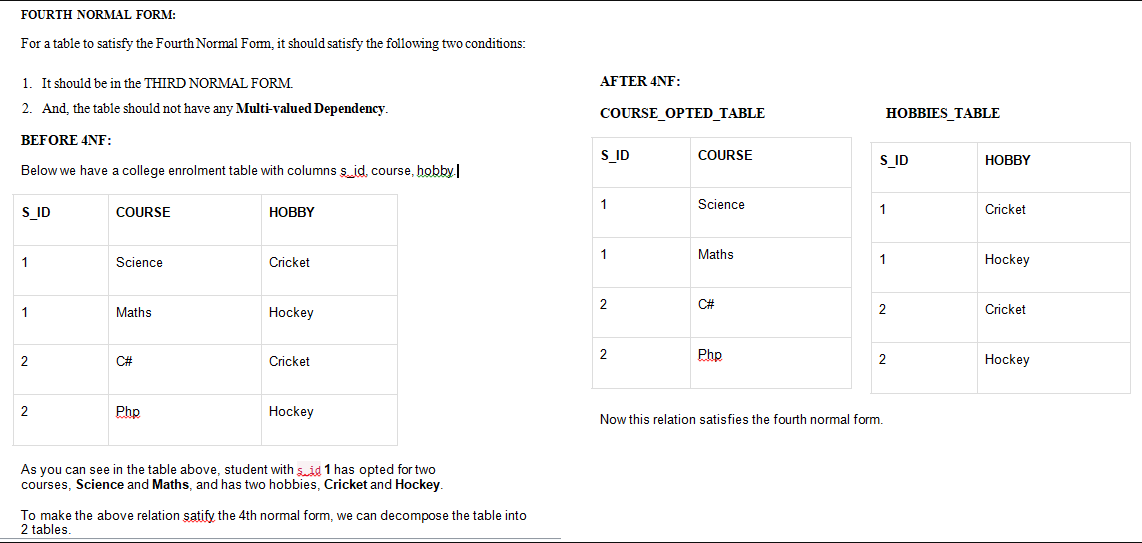 FOURTH NORMAL FORM:
For a table to satisfy the Fourth Normal Form, it should satisfy the following two conditions:
1. It should be in the THIRD NORMAL FORM.
2. And, the table should not have any Multi-valued Dependency.
BEFORE 4NF:
Below we have a college enrolment table with columns s_id, course, hobby.
S_ID COURSE HOBBY
1 Science Cricket
1 Maths Hockey
2 C# Cricket
2 Php Hockey
As you can see in the table above, student with s_id 1 has opted for two
courses, Science and Maths, and has two hobbies, Cricket and Hockey.
To make the above relation satify the 4th normal form, we can decompose the table into
2 tables.
AFTER 4NF:
COURSE_OPTED_TABLE
S_ID COURSE
1 Science
1 Maths
2 C#
2 Php
HOBBIES_TABLE
S_ID HOBBY
1 Cricket
1 Hockey
2 Cricket
2 Hockey
Now this relation satisfies the fourth normal form.